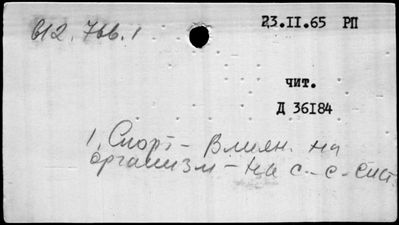 612.766.1
23.II.65 РП
чит.
Д 36184
1. Спорт - Влиян. на
организм - на с.-с. сист.